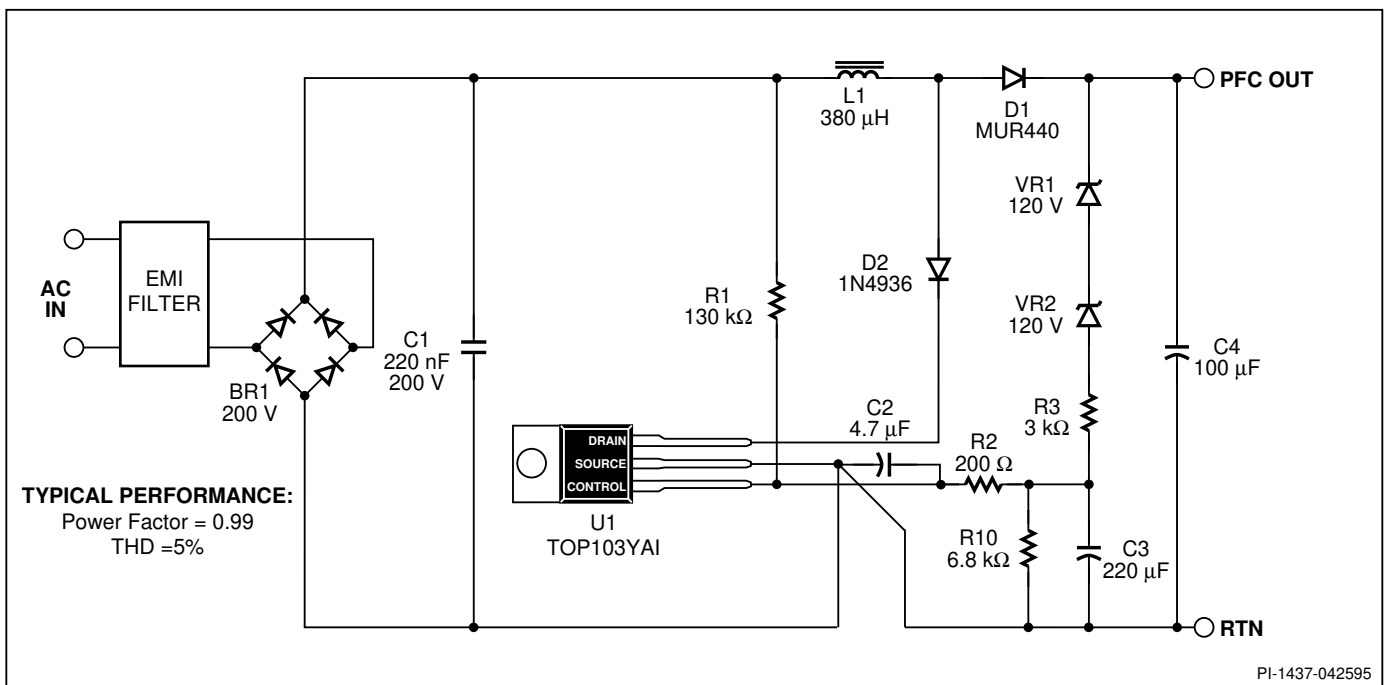 PFC OUT
L1
380 µH
D1
MUR440
VR1
120 V
EMI
FILTER
AC
IN
D2
1N4936
R1
130 kΩ
VR2
120 V
C1
220 nF
200 V
C4
100 µF
BR1
200 V
C2
4.7 µF
R3
3 kΩ
DRAIN
SOURCE
CONTROL
R2
200 Ω
TYPICAL PERFORMANCE:
Power Factor = 0.99
THD =5%
U1
TOP103YAI
R10
6.8 kΩ
C3
220 µF
RTN
PI-1437-042595